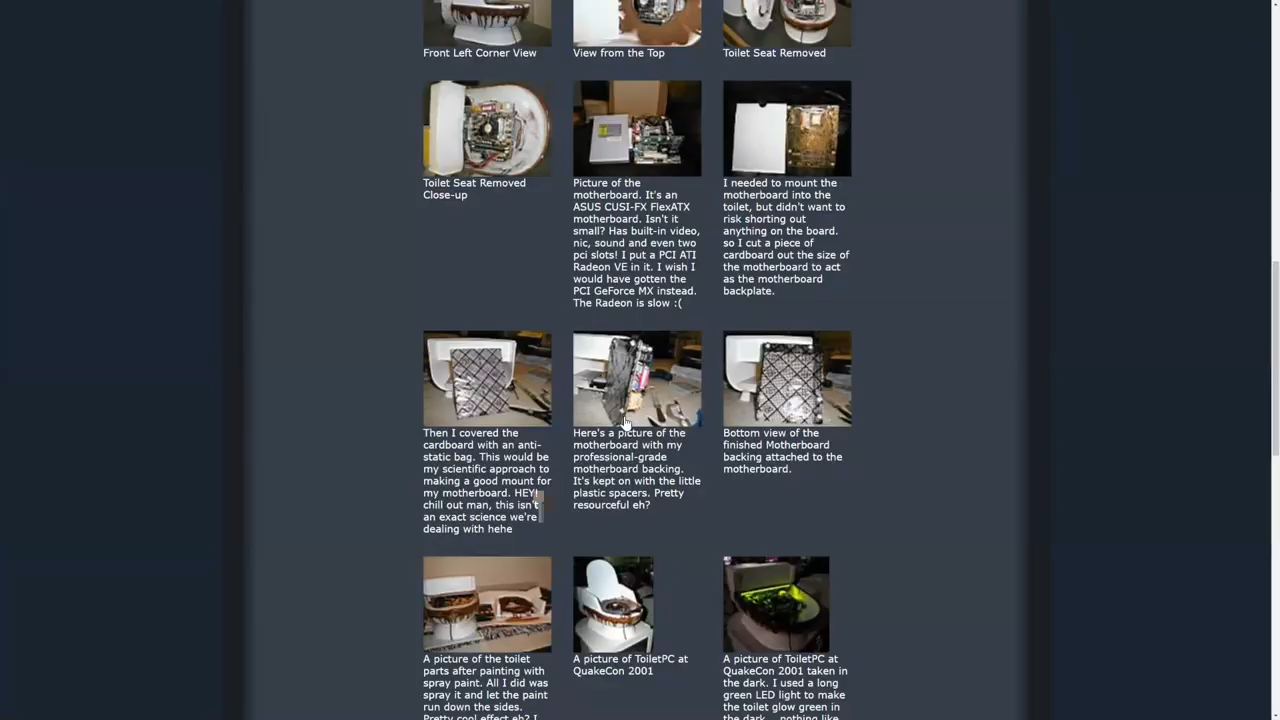 Front Left Corner View
View from the Top
Toilet Seat Removed
Toilet Seat Removed
Close-up
Picture of the
motherboard. It's an
ASUS CUSI-FX FlexATX
motherboard. Isn't it
small? Has built-in video,
nic, sound and even two
pci slots! I put a PCI ATI
Radeon VE in it. I wish I
would have gotten the
PCI GeForce MX instead.
The Radeon is slow :(
I needed to mount the
motherboard into the
toilet, but didn't want to
risk shorting out
anything on the board.
so I cut a piece of
cardboard out the size of
the motherboard to act
as the motherboard
backplate.
Then I covered the
cardboard with an anti-
static bag. This would be
my scientific approach to
making a good mount for
my motherboard. HEY!
chill out man, this isn't
an exact science we're
dealing with hehe
Here's a picture of the
motherboard with my
professional-grade
motherboard backing.
It's kept on with the little
plastic spacers. Pretty
resourceful eh?
Bottom view of the
finished Motherboard
backing attached to the
motherboard.
A picture of the toilet
parts after painting with
spray paint. All I did was
spray it and let the paint
run down the sides.
Pretty cool effect eh? I
A picture of ToiletPC at
QuakeCon 2001
A picture of ToiletPC at
QuakeCon 2001 taken in
the dark. I used a long
green LED light to make
the toilet glow green in
the dark... nothing like